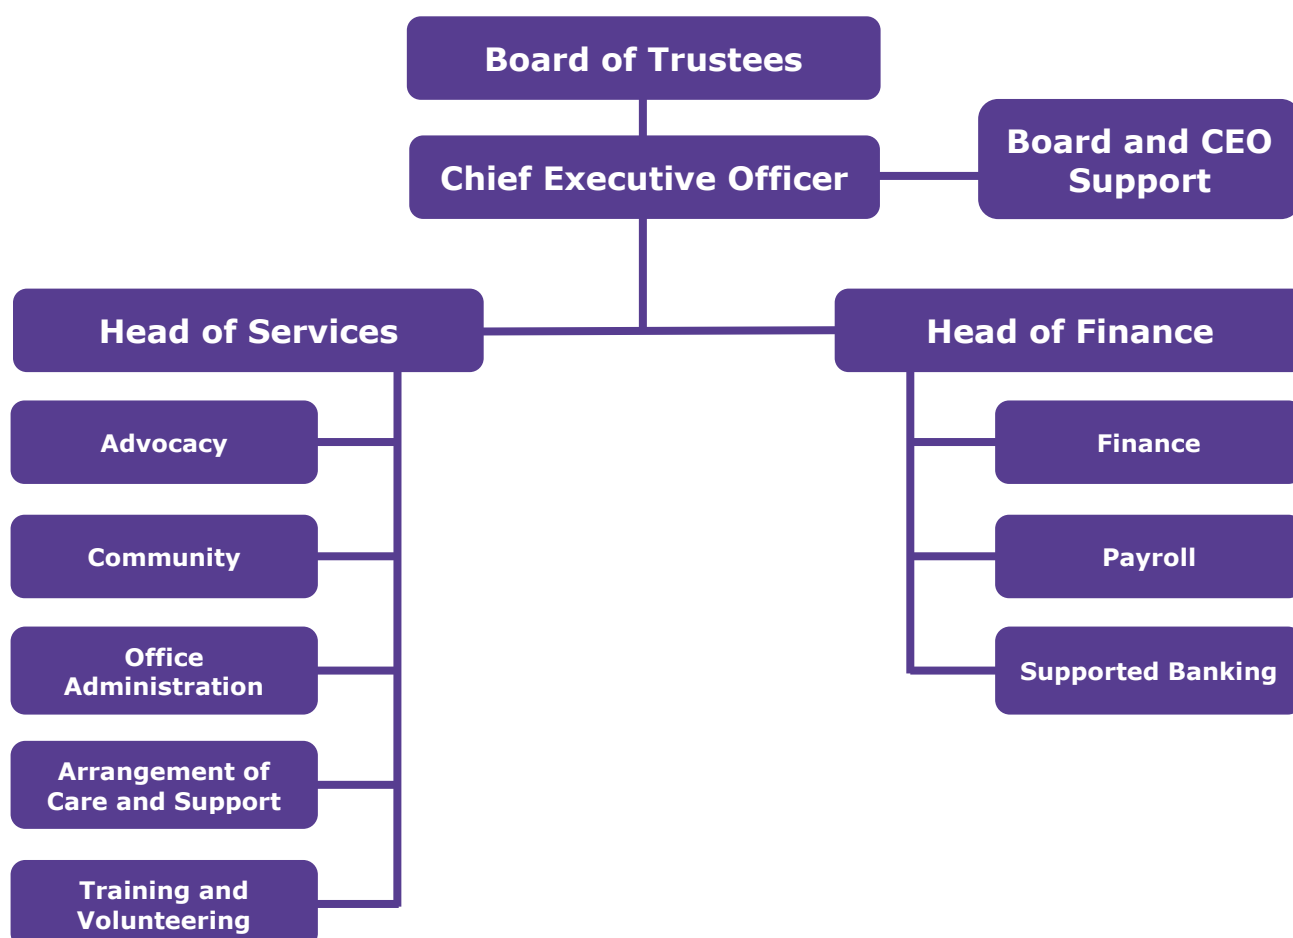 Board of Trustees
Chief Executive Officer
Board and CEO
Support
Head of Services
Head of Finance
Advocacy
Community
Office
Administration
Arrangement of
Care and Support
Training and
Volunteering
Finance
Payroll
Supported Banking